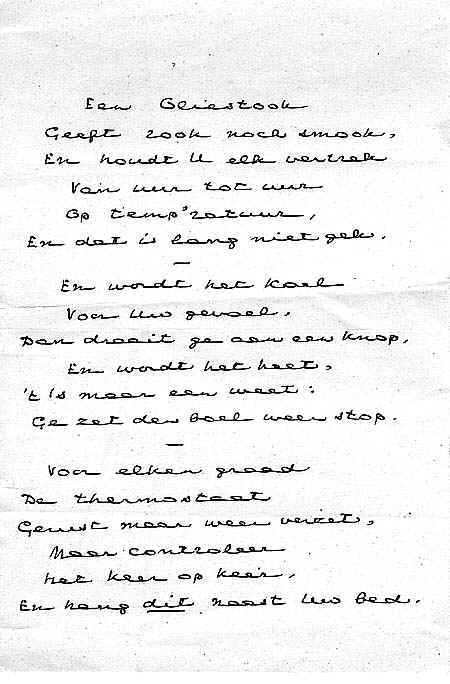 Een Oliestook
Geeft rook noch smook,
En houdt U elk vertrek
Van uur tot uur
Op temp'ratuur,
En dat is lang niet gek.
—
En wordt het koel
Voor Uw gevoel,
Dan draait ge aan een knop,
En wordt het heet,
't Is maar een weet:
Ge zet den boel weer stop.
—
Voor elken graad
De thermostaat
Gerust maar weer verzet,
Maar controleer
Het keer op keer,
En hang dit naast Uw bed.